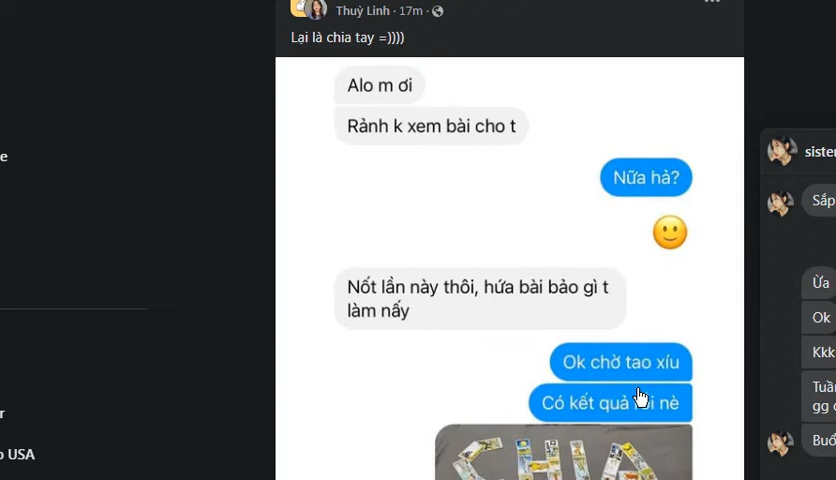 Thuỳ Linh · 17m ·
Lại là chia tay =))))
Alo m ơi
Rảnh k xem bài cho t
Nữa hả?
Nốt lần này thôi, hứa bài bảo gì t
làm nấy
Ok chờ tao xíu
Có kết quả nè
CHIA
e
r
o USA
sister
Sắp
Ừa
Ok
Kkk
Tuần
gg
Buổ